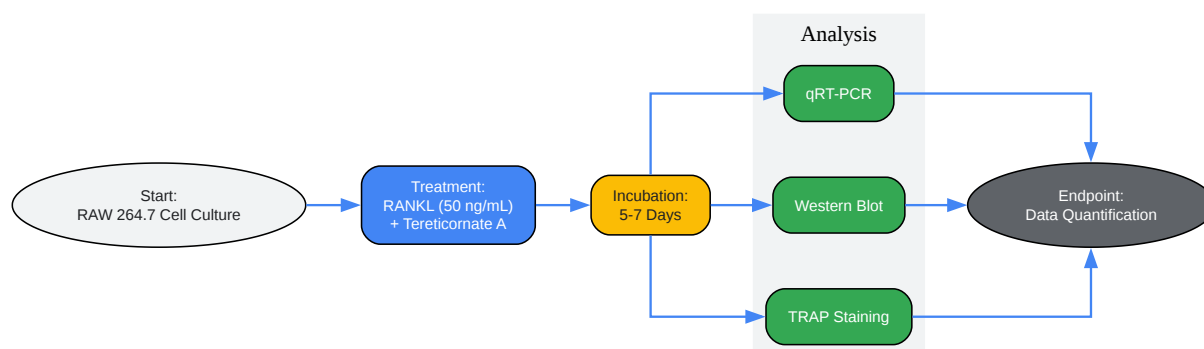 Analysis
Start:
RAW 264.7 Cell Culture
Treatment:
RANKL (50 ng/mL)
+ Tereticornate A
Incubation:
5-7 Days
qRT-PCR
Western Blot
TRAP Staining
Endpoint:
Data Quantification